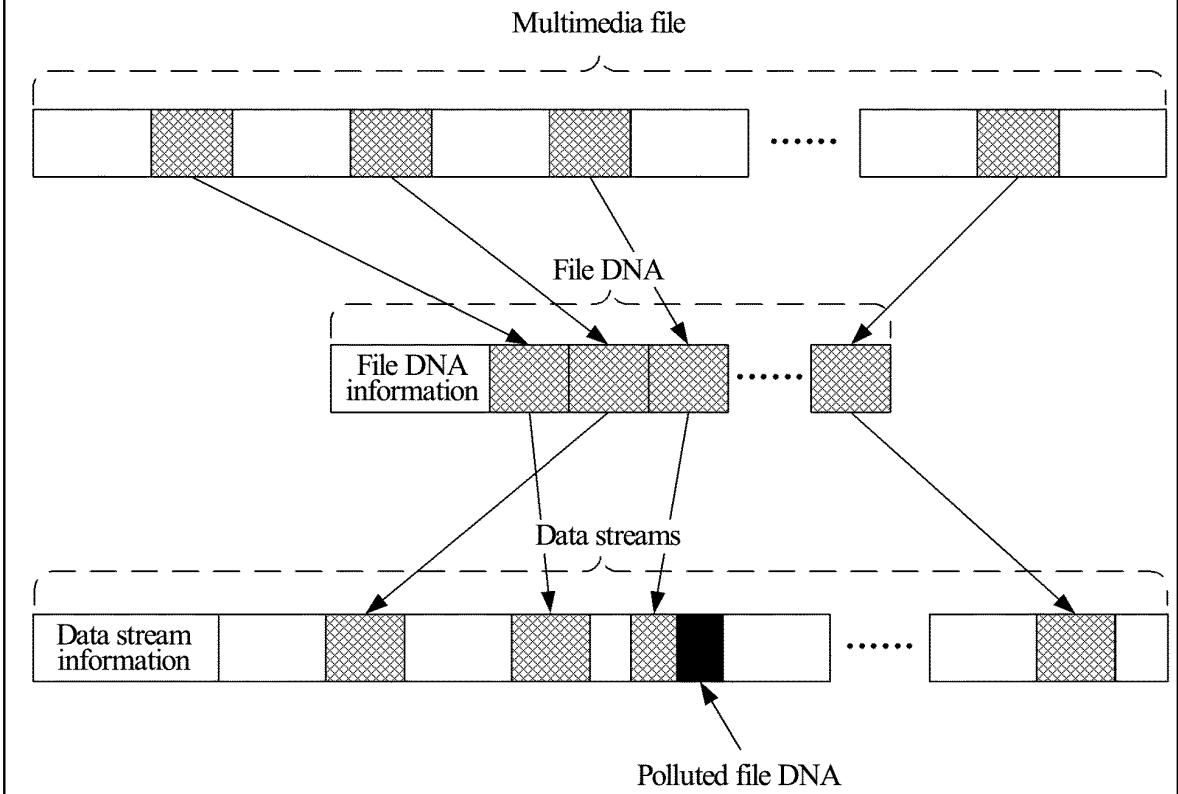 Multimedia file
......
File DNA
File DNA
information
......
Data streams
Data stream
information
......
Polluted file DNA